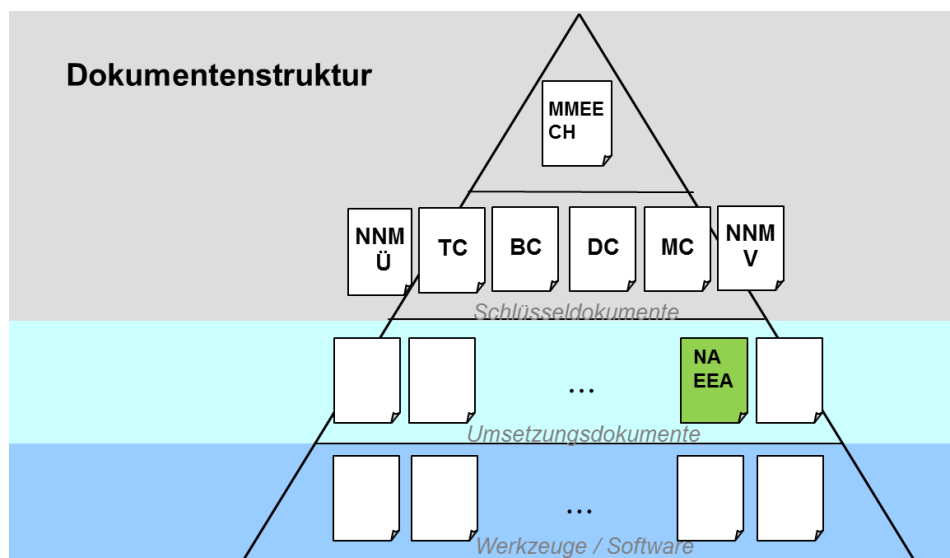 Dokumentenstruktur
MMEE
CH
NNM
Ü
TC
BC
DC
MC
NNM
V
Schlüsseldokumente
...
NA
EEA
Umsetzungsdokumente
...
Werkzeuge / Software